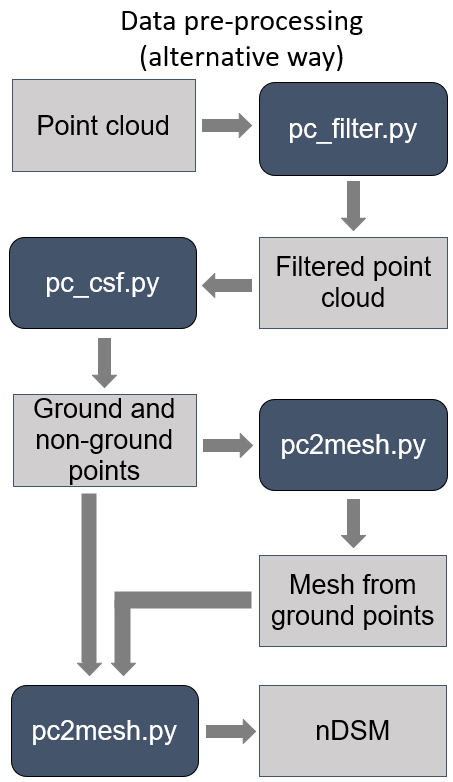 Data pre-processing
(alternative way)
Point cloud
pc_filter.py
Filtered point
cloud
pc_csf.py
Ground and
non-ground
points
pc2mesh.py
Mesh from
ground points
pc2mesh.py
nDSM